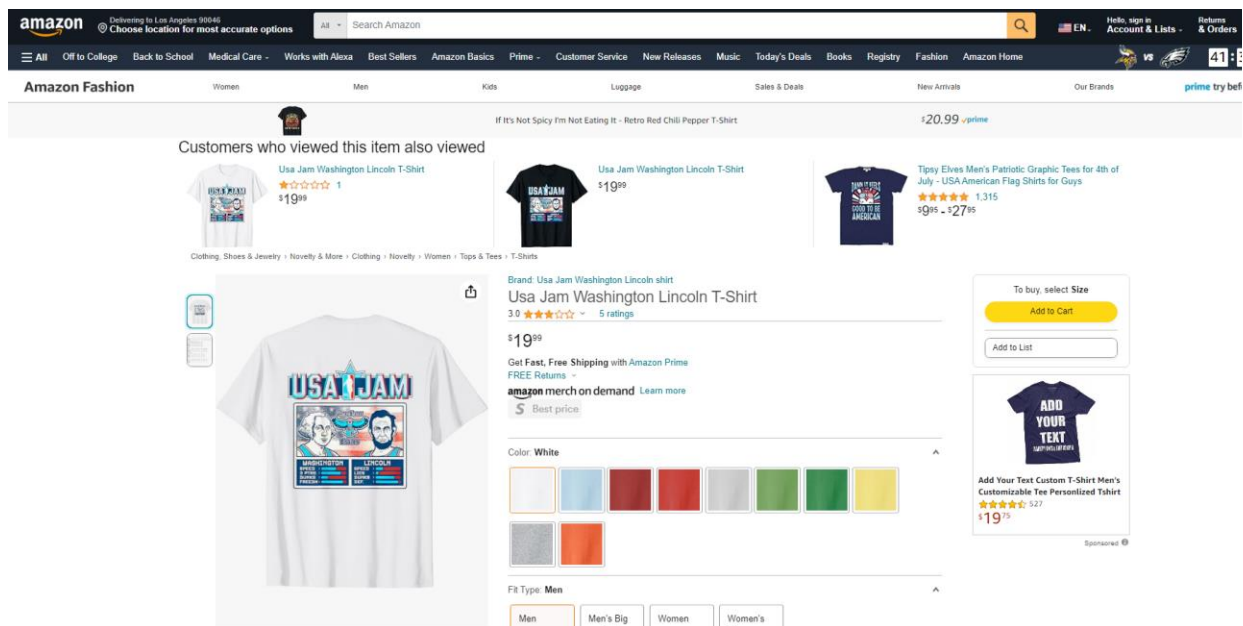 amazon
Delivering to Los Angeles 90046
Choose location for most accurate options
All
Search Amazon
EN
Hello, sign in
Account & Lists
Returns
& Orders
All Off to College Back to School Medical Care Works with Alexa Best Sellers Amazon Basics Prime Customer Service New Releases Music Today's Deals Books Registry Fashion Amazon Home
VS
41:
Amazon Fashion Women Men Kids Luggage Sales & Deals New Arrivals Our Brands prime try bef
If It's Not Spicy I'm Not Eating It - Retro Red Chili Pepper T-Shirt $20.99 prime
Customers who viewed this item also viewed
USA JAM
Usa Jam Washington Lincoln T-Shirt
1
$19.99
USA JAM
Usa Jam Washington Lincoln T-Shirt
$19.99
GOOD TO BE
AMERICAN
Tipsy Elves Men's Patriotic Graphic Tees for 4th of
July - USA American Flag Shirts for Guys
1,315
$9.95 - $27.95
Clothing, Shoes & Jewelry › Novelty & More › Clothing › Novelty › Women › Tops & Tees › T-Shirts
USA JAM
WASHINGTON LINCOLN
Brand: Usa Jam Washington Lincoln shirt
Usa Jam Washington Lincoln T-Shirt
3.0 5 ratings
$19.99
Get Fast, Free Shipping with Amazon Prime
FREE Returns
amazon merch on demand Learn more
S Best price
Color: White
Fit Type: Men
Men
Men's Big
Women
Women's
To buy, select Size
Add to Cart
Add to List
ADD
YOUR
TEXT
Add Your Text Custom T-Shirt Men's
Customizable Tee Personlized Tshirt
527
$19.75
Sponsored